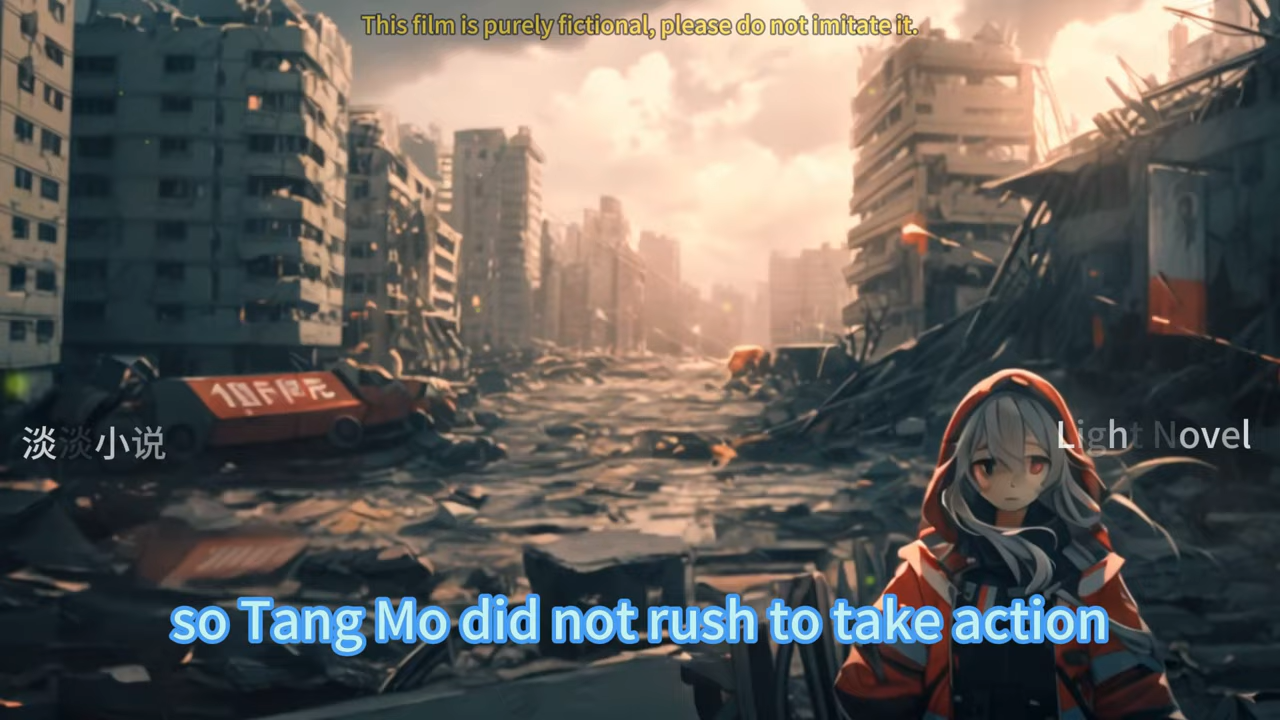 This film is purely fictional, please do not imitate it.
淡淡小说
Light Novel
so Tang Mo did not rush to take action